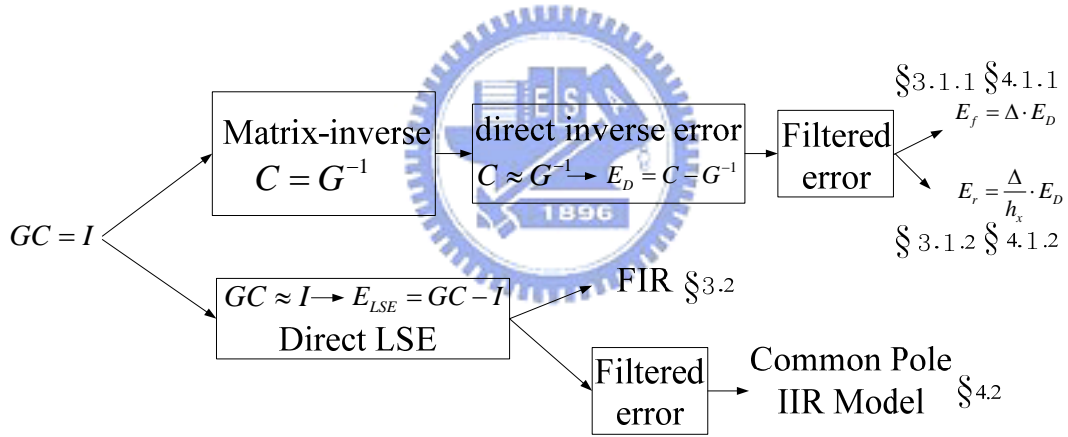 GC = I
Matrix-inverse
C = G⁻¹
direct inverse error
C ≈ G⁻¹ → E_D = C − G⁻¹
Filtered
error
§3.1.1 §4.1.1
E_f = Δ · E_D
E_r = Δ/h_x · E_D
§3.1.2 §4.1.2
GC ≈ I → E_LSE = GC − I
Direct LSE
FIR §3.2
Filtered
error
Common Pole
IIR Model §4.2
E S A
1896